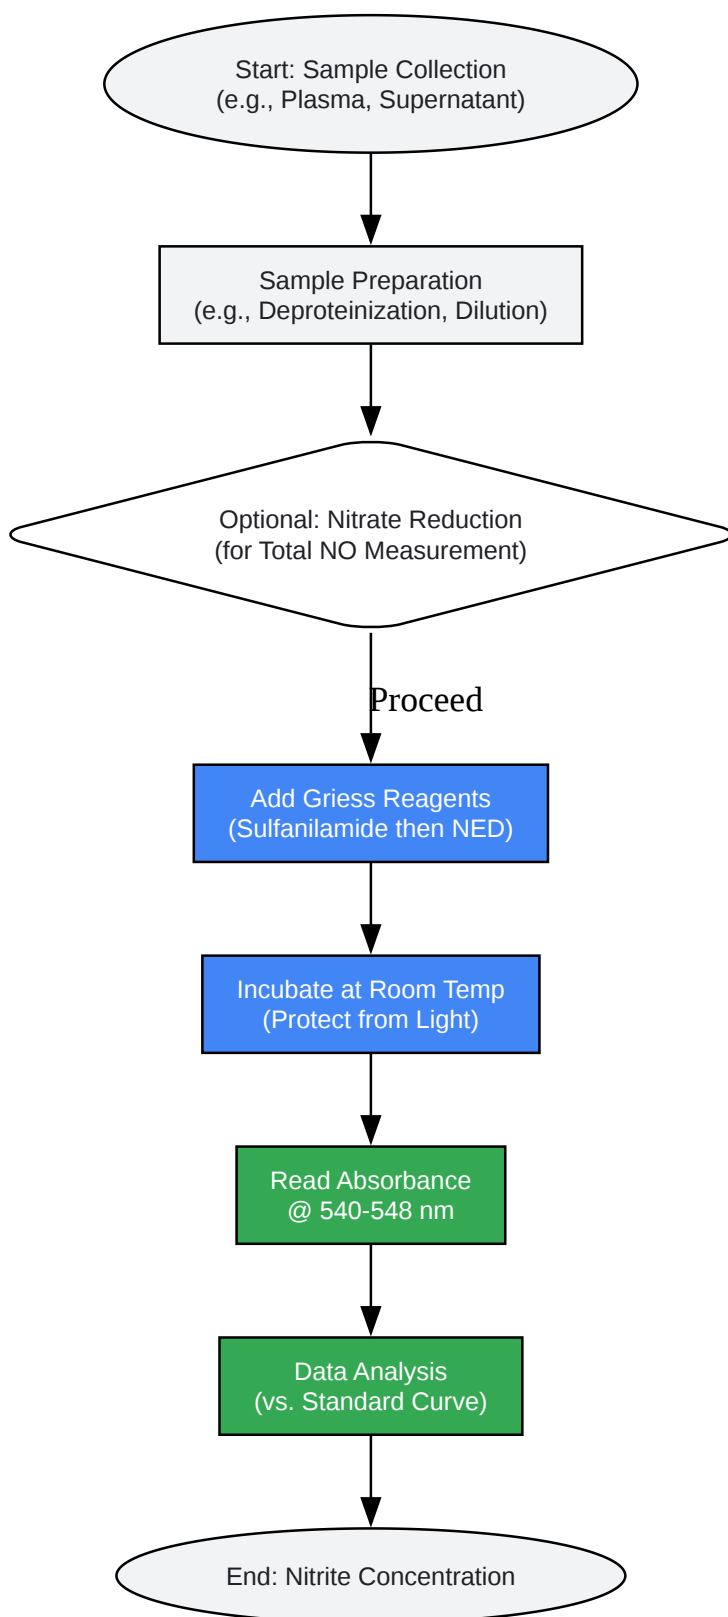 Start: Sample Collection
(e.g., Plasma, Supernatant)
Sample Preparation
(e.g., Deproteinization, Dilution)
Optional: Nitrate Reduction
(for Total NO Measurement)
Proceed
Add Griess Reagents
(Sulfanilamide then NED)
Incubate at Room Temp
(Protect from Light)
Read Absorbance
@ 540-548 nm
Data Analysis
(vs. Standard Curve)
End: Nitrite Concentration